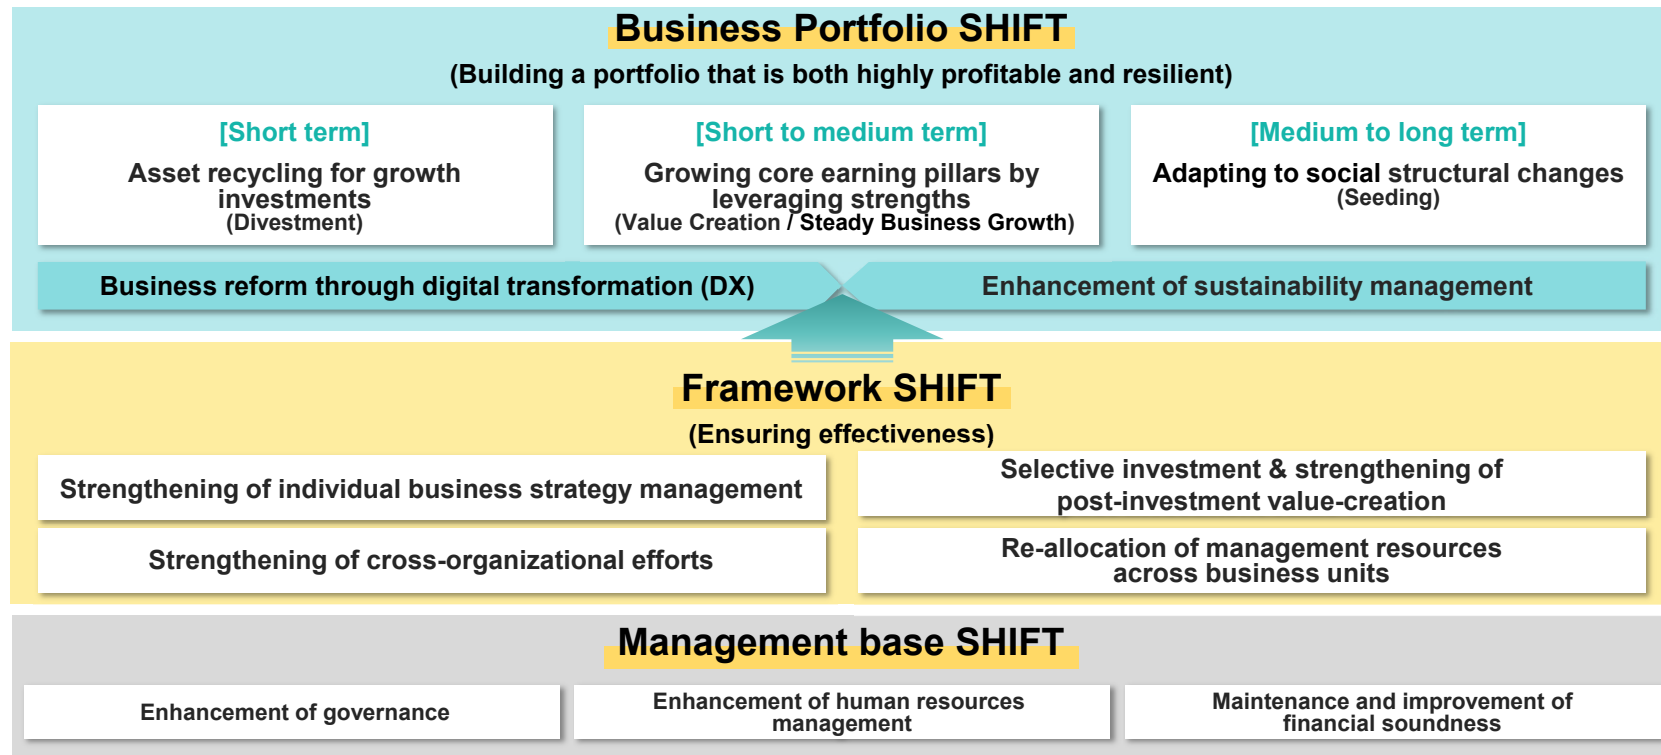 Business Portfolio SHIFT
(Building a portfolio that is both highly profitable and resilient)
[Short term]
Asset recycling for growth
investments
(Divestment)
[Short to medium term]
Growing core earning pillars by
leveraging strengths
(Value Creation / Steady Business Growth)
[Medium to long term]
Adapting to social structural changes
(Seeding)
Business reform through digital transformation (DX)
Enhancement of sustainability management
Framework SHIFT
(Ensuring effectiveness)
Strengthening of individual business strategy management
Selective investment & strengthening of
post-investment value-creation
Strengthening of cross-organizational efforts
Re-allocation of management resources
across business units
Management base SHIFT
Enhancement of governance
Enhancement of human resources
management
Maintenance and improvement of
financial soundness